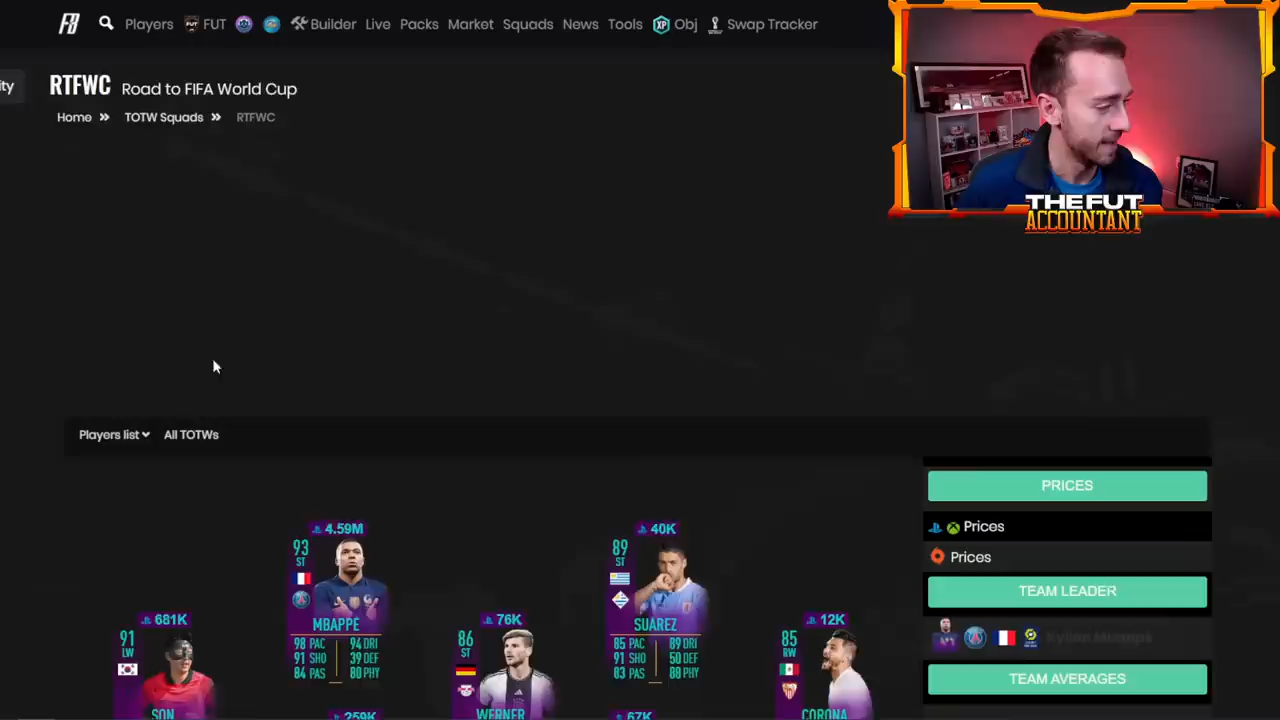 Players FUT Builder Live Packs Market Squads News Tools Obj Swap Tracker
ity
RTFWC Road to FIFA World Cup
Home » TOTW Squads » RTFWC
THE FUT
ACCOUNTANT
Players list All TOTWs
PRICES
Prices
Prices
TEAM LEADER
TEAM AVERAGES
4.59M
93
ST
MBAPPÉ
98 PAC 94 DRI
91 SHO 39 DEF
84 PAS 80 PHY
40K
89
ST
SUÁREZ
85 PAC 89 DRI
91 SHO 50 DEF
83 PAS 88 PHY
681K
91
LW
SON
76K
86
ST
WERNER
12K
85
RW
CORONA
259K
67K